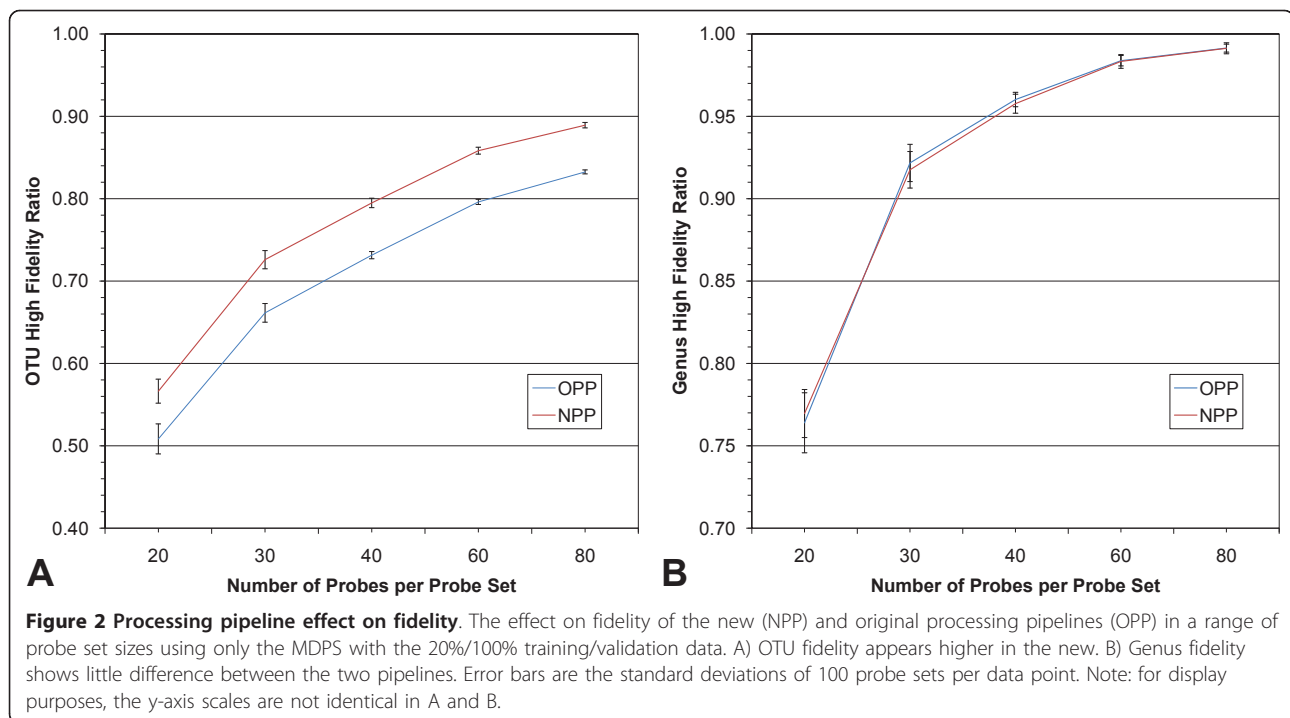 1.00
0.90
0.80
0.70
0.60
0.50
0.40
OTU High Fidelity Ratio
OPP
NPP
20 30 40 60 80
Number of Probes per Probe Set
A
1.00
0.95
0.90
0.85
0.80
0.75
0.70
Genus High Fidelity Ratio
OPP
NPP
20 30 40 60 80
Number of Probes per Probe Set
B
Figure 2 Processing pipeline effect on fidelity. The effect on fidelity of the new (NPP) and original processing pipelines (OPP) in a range of
probe set sizes using only the MDPS with the 20%/100% training/validation data. A) OTU fidelity appears higher in the new. B) Genus fidelity
shows little difference between the two pipelines. Error bars are the standard deviations of 100 probe sets per data point. Note: for display
purposes, the y-axis scales are not identical in A and B.